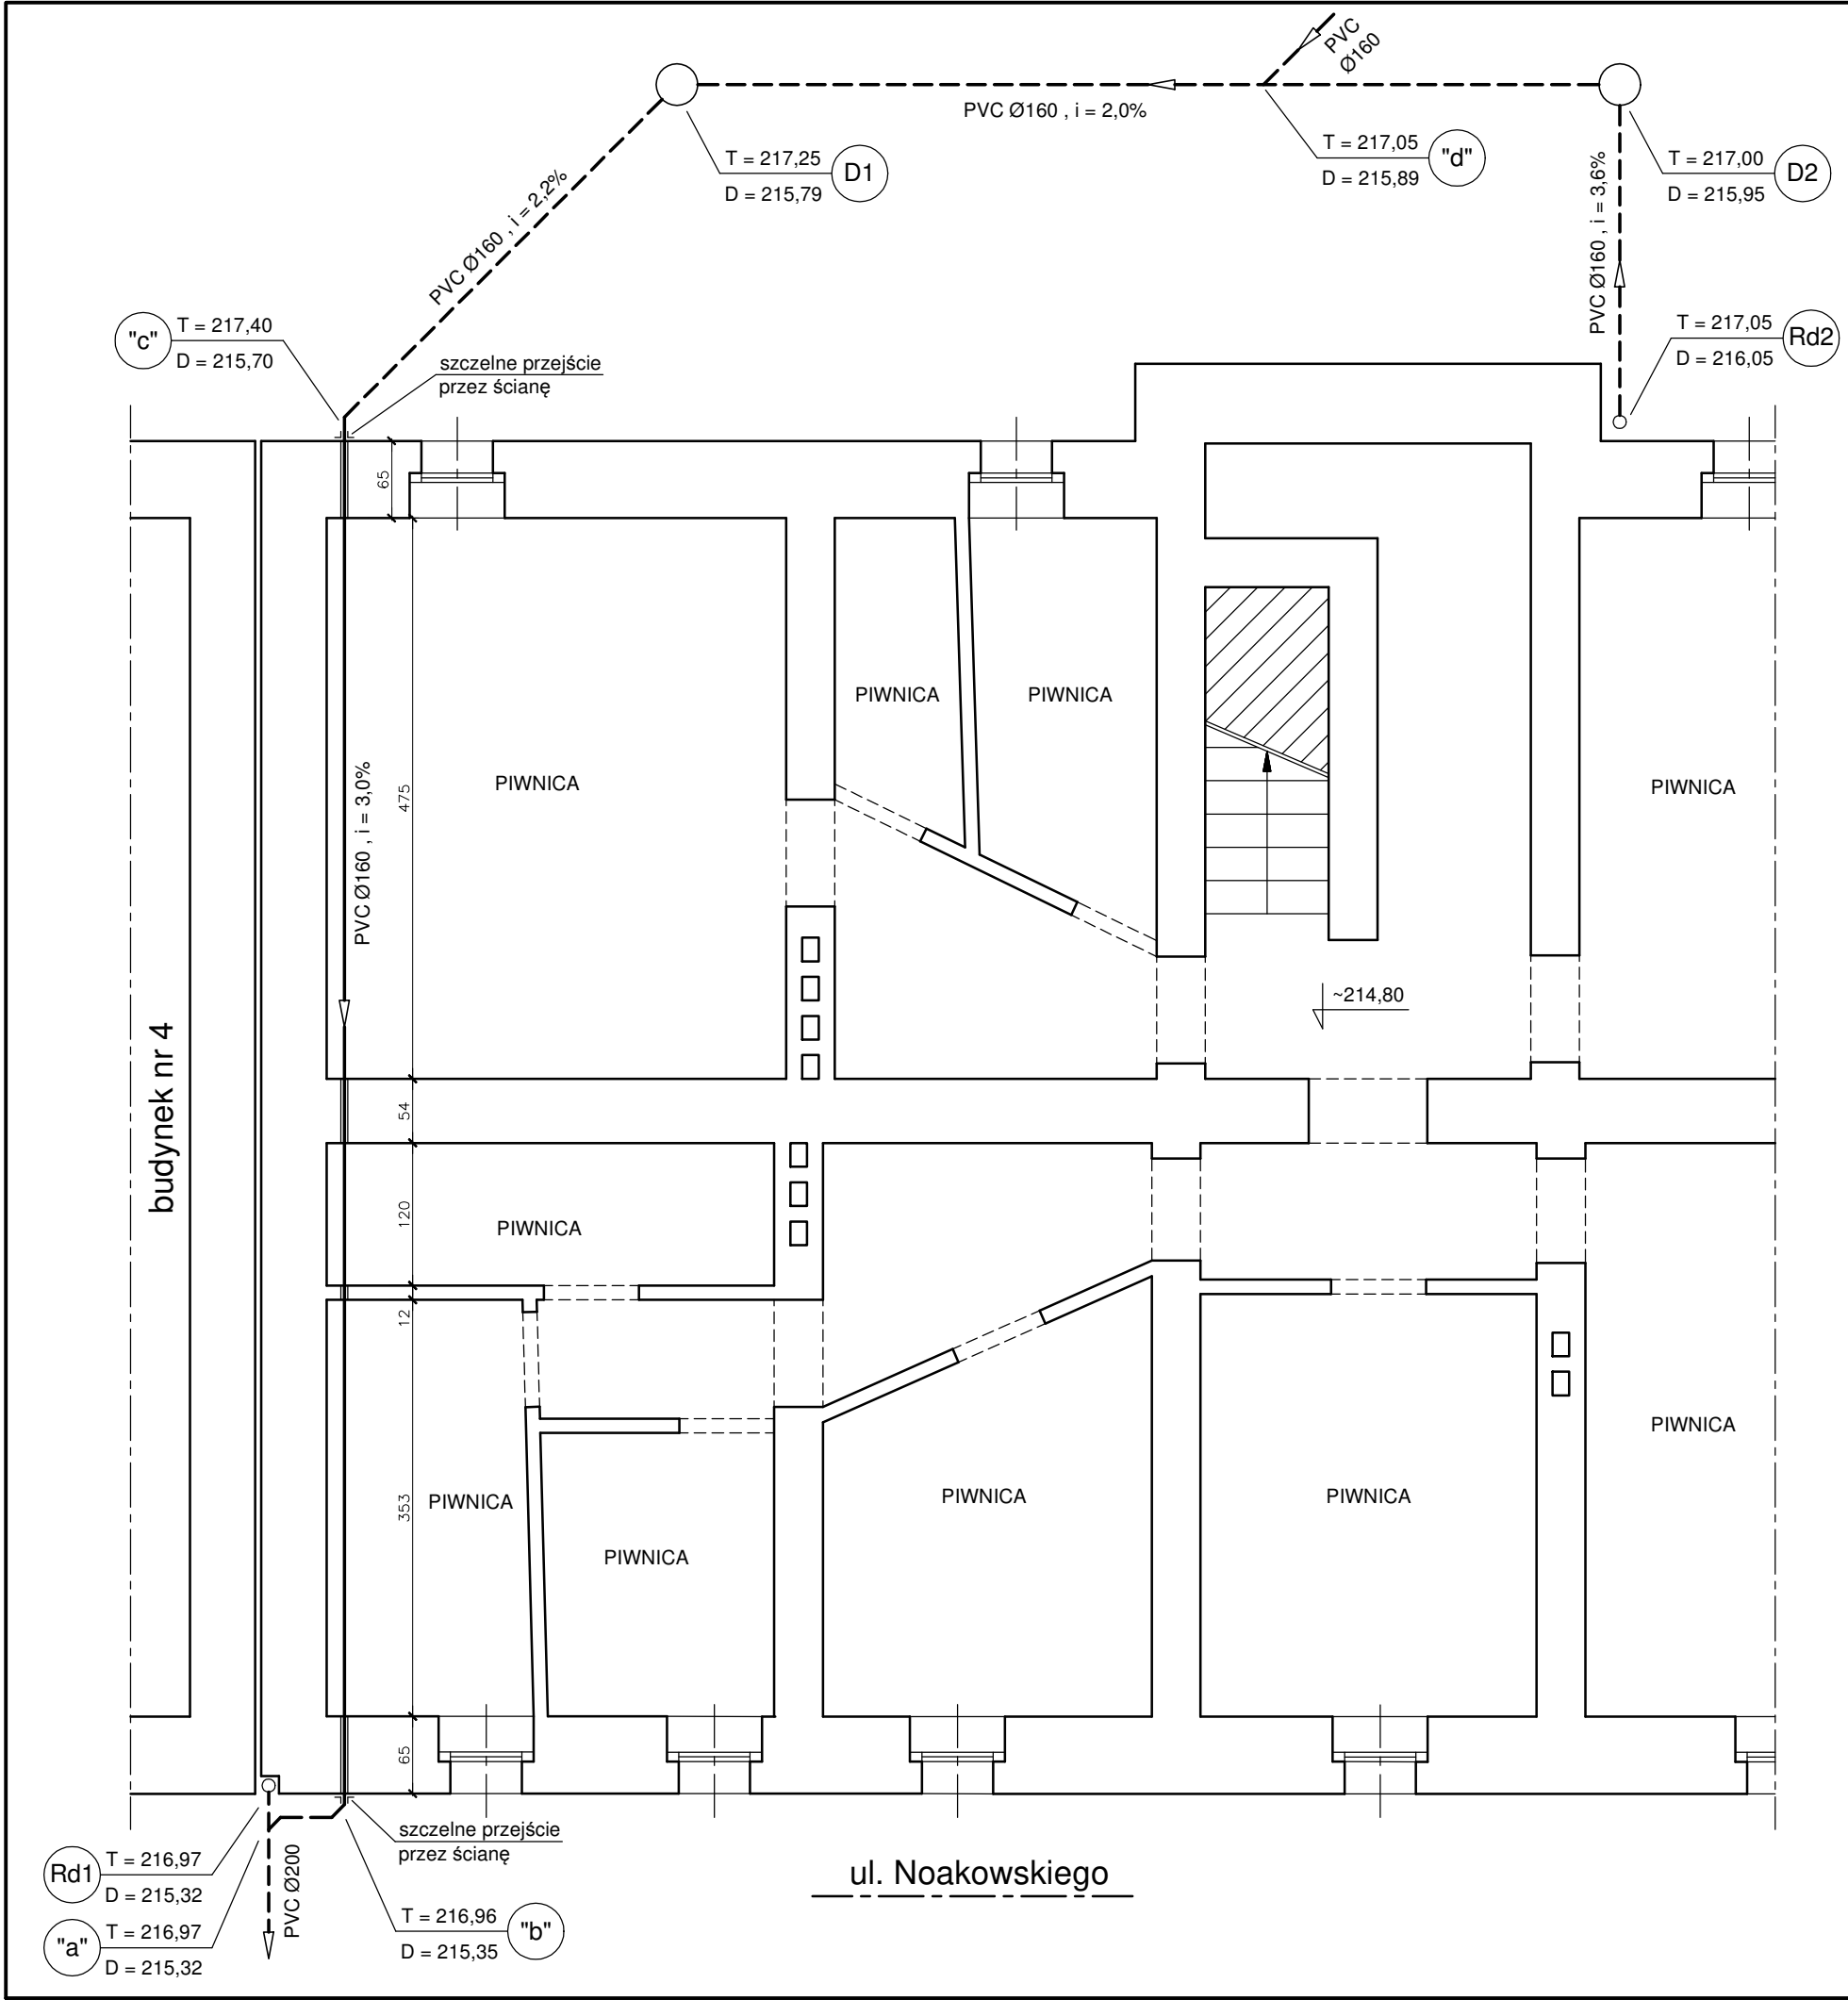 PVC
Ø160
PVC Ø160 , i = 2,0%
T = 217,25
D = 215,79
D1
T = 217,05
D = 215,89
"d"
T = 217,00
D = 215,95
D2
PVC Ø160 , i = 2,2%
PVC Ø160 , i = 3,6%
"c"
T = 217,40
D = 215,70
szczelne przejście
przez ścianę
T = 217,05
D = 216,05
Rd2
65
PIWNICA
PIWNICA
PIWNICA
PIWNICA
475
PVC Ø160 , i = 3,0%
~214,80
budynek nr 4
54
120
PIWNICA
12
PIWNICA
353
PIWNICA
PIWNICA
PIWNICA
PIWNICA
65
szczelne przejście
przez ścianę
Rd1
T = 216,97
D = 215,32
"a"
T = 216,97
D = 215,32
PVC Ø200
T = 216,96
D = 215,35
"b"
ul. Noakowskiego